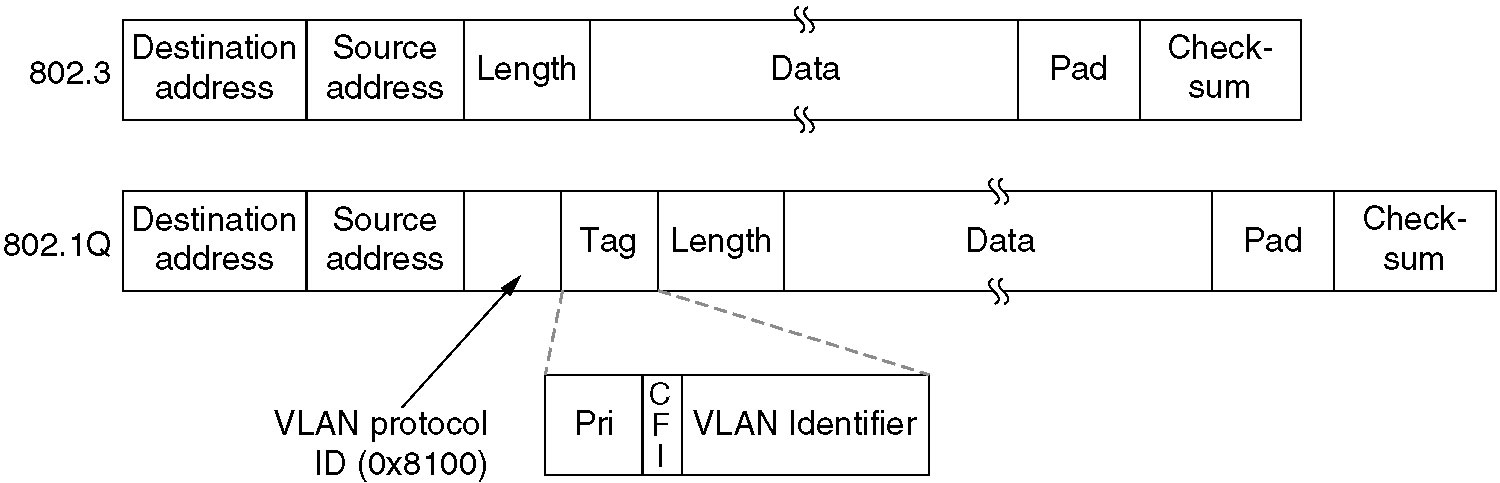 802.3
Destination
address
Source
address
Length
Data
Pad
Check-
sum
802.1Q
Destination
address
Source
address
Tag
Length
Data
Pad
Check-
sum
VLAN protocol
ID (0x8100)
Pri
C
F
I
VLAN Identifier